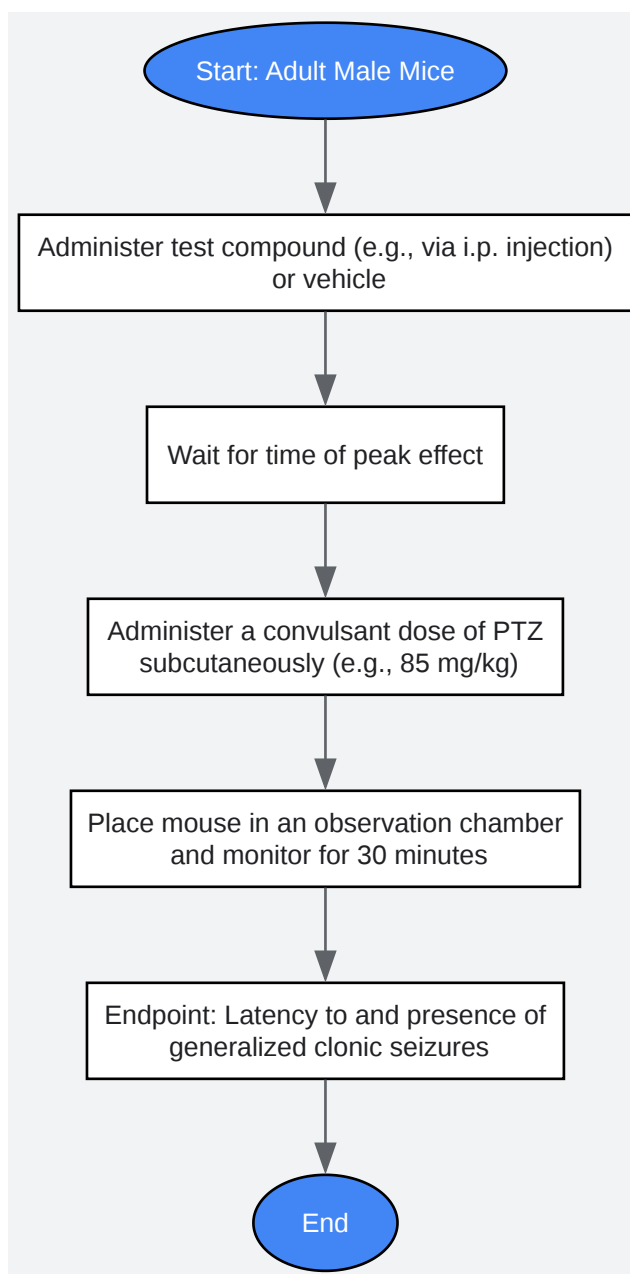 Start: Adult Male Mice
Administer test compound (e.g., via i.p. injection)
or vehicle
Wait for time of peak effect
Administer a convulsant dose of PTZ
subcutaneously (e.g., 85 mg/kg)
Place mouse in an observation chamber
and monitor for 30 minutes
Endpoint: Latency to and presence of
generalized clonic seizures
End